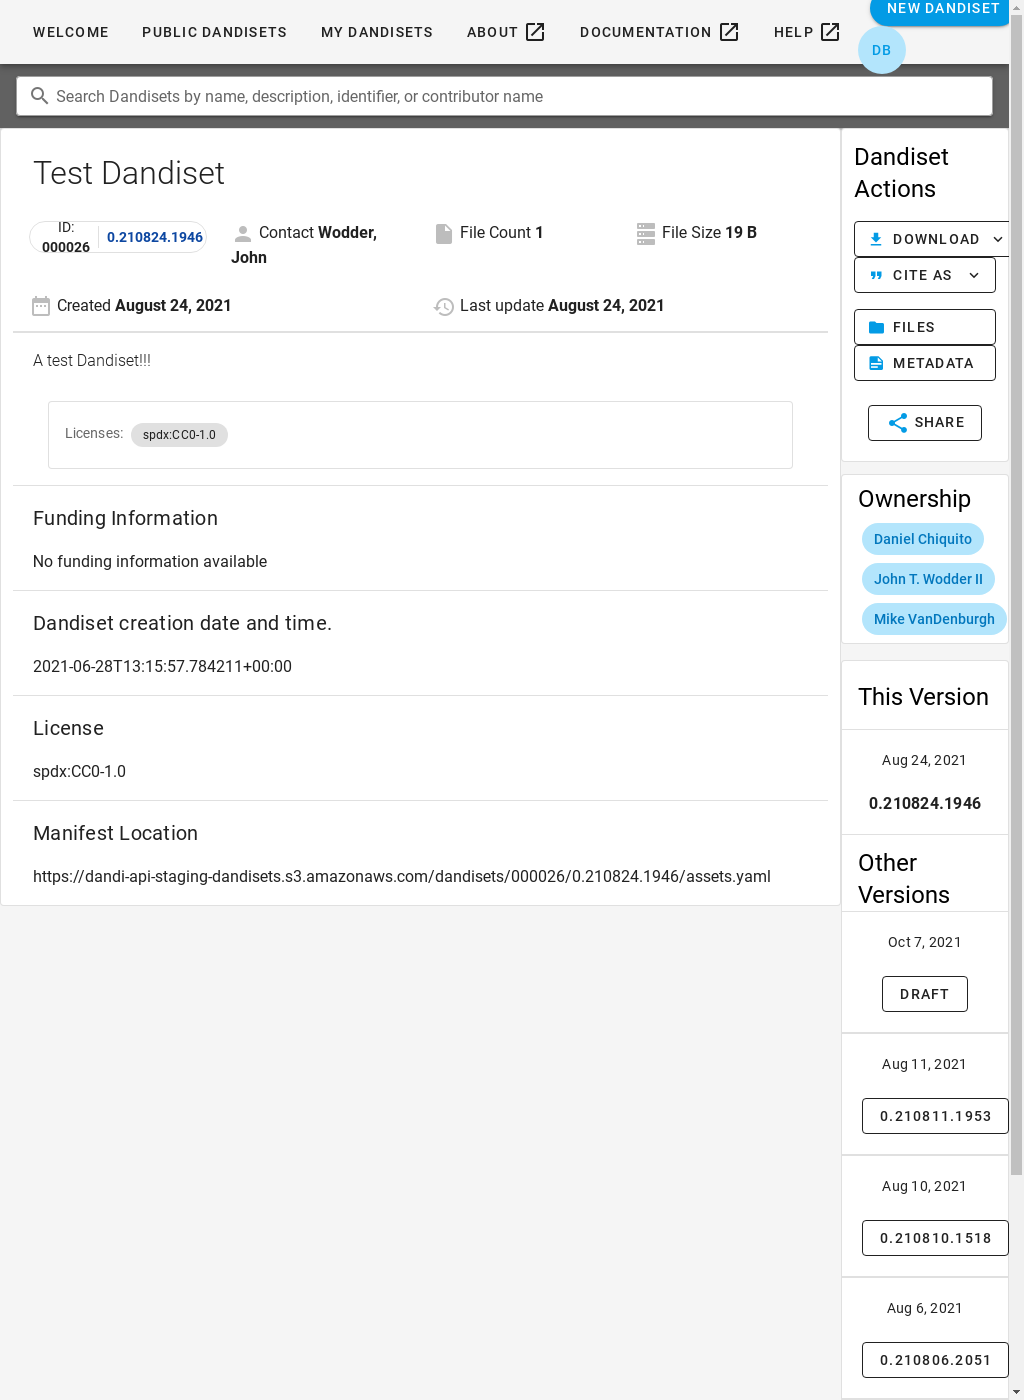 WELCOME PUBLIC DANDISETS MY DANDISETS ABOUT DOCUMENTATION HELP NEW DANDISET
DB
Search Dandisets by name, description, identifier, or contributor name
Test Dandiset
ID: 000026 0.210824.1946
Contact Wodder, John
File Count 1
File Size 19 B
Created August 24, 2021
Last update August 24, 2021
A test Dandiset!!!
Licenses: spdx:CC0-1.0
Funding Information
No funding information available
Dandiset creation date and time.
2021-06-28T13:15:57.784211+00:00
License
spdx:CC0-1.0
Manifest Location
https://dandi-api-staging-dandisets.s3.amazonaws.com/dandisets/000026/0.210824.1946/assets.yaml
Dandiset
Actions
DOWNLOAD
CITE AS
FILES
METADATA
SHARE
Ownership
Daniel Chiquito
John T. Wodder II
Mike VanDenburgh
This Version
Aug 24, 2021
0.210824.1946
Other
Versions
Oct 7, 2021
DRAFT
Aug 11, 2021
0.210811.1953
Aug 10, 2021
0.210810.1518
Aug 6, 2021
0.210806.2051